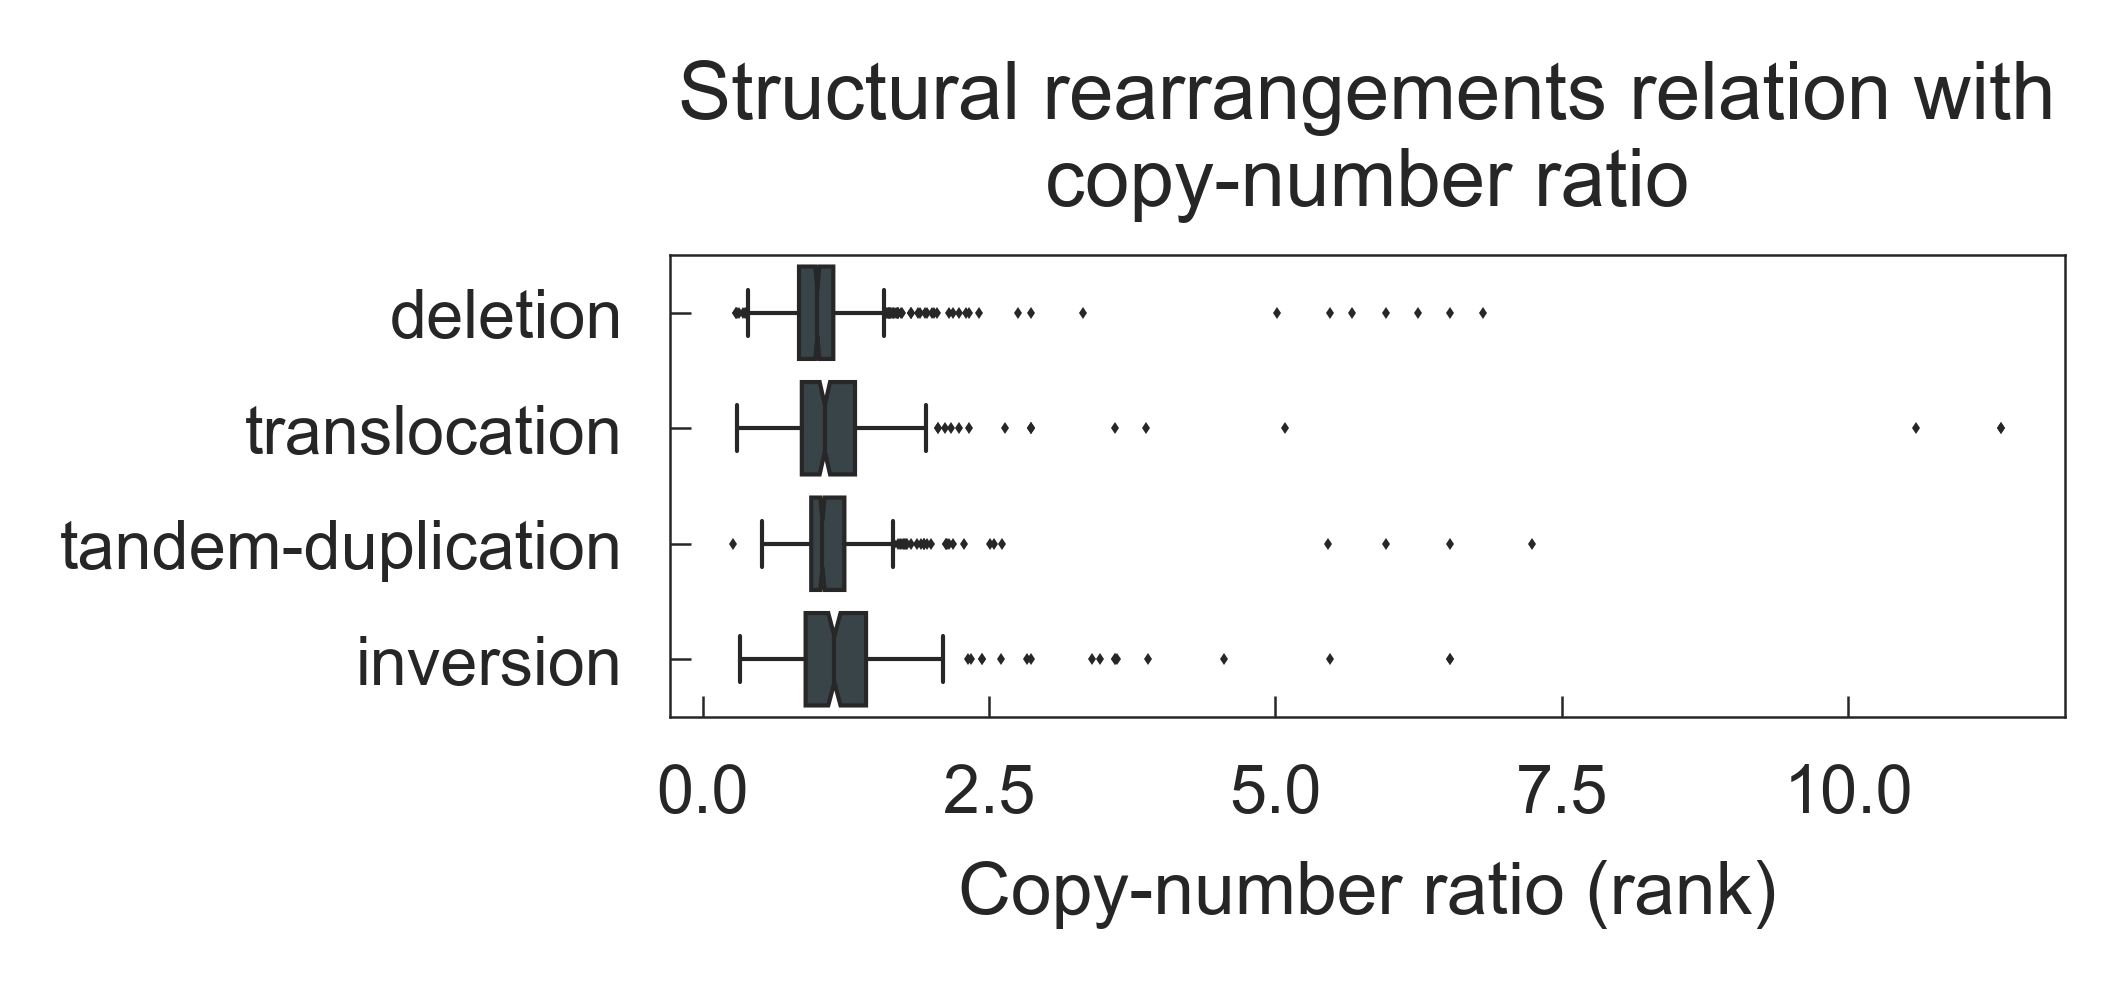 Structural rearrangements relation with
copy-number ratio
deletion
translocation
tandem-duplication
inversion
0.0 2.5 5.0 7.5 10.0
Copy-number ratio (rank)